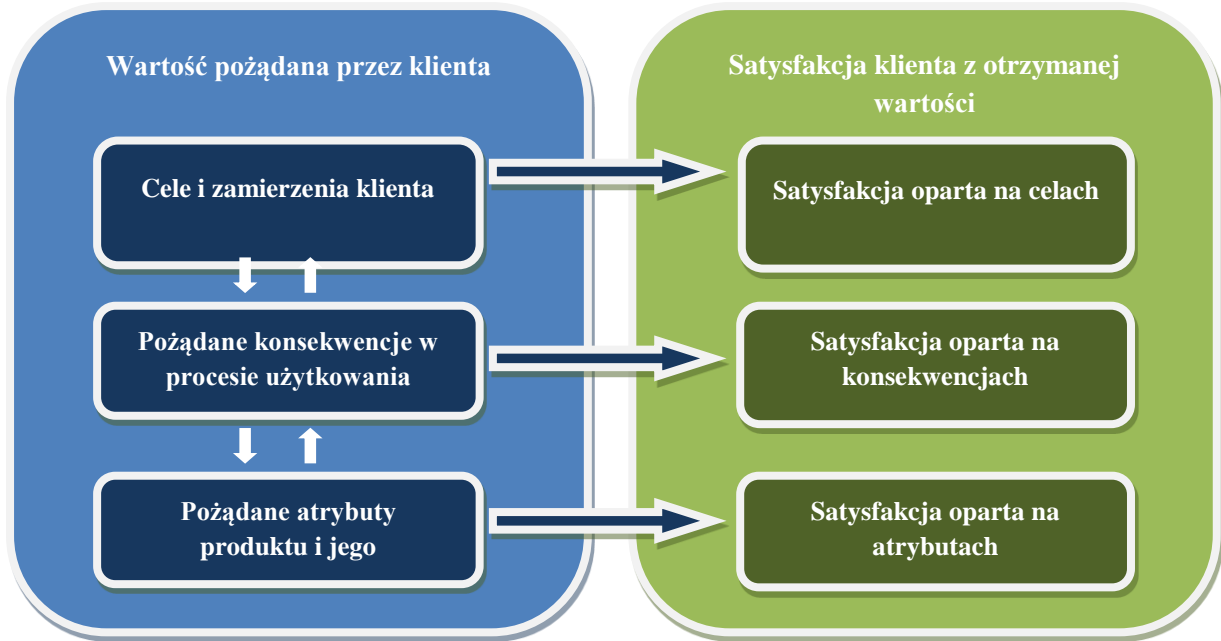 Wartość pożądana przez klienta
Cele i zamierzenia klienta
Pożądane konsekwencje w
procesie użytkowania
Pożądane atrybuty
produktu i jego
Satysfakcja klienta z otrzymanej
wartości
Satysfakcja oparta na celach
Satysfakcja oparta na
konsekwencjach
Satysfakcja oparta na
atrybutach